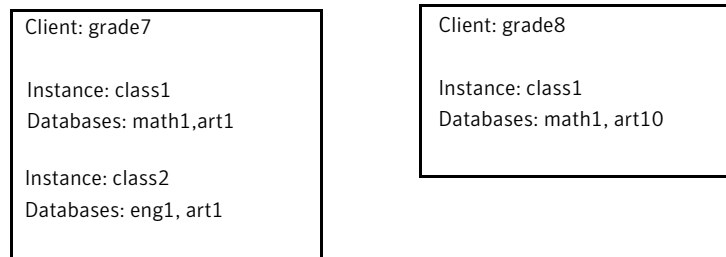 Client: grade7
Instance: class1
Databases: math1,art1
Instance: class2
Databases: eng1, art1
Client: grade8
Instance: class1
Databases: math1, art10